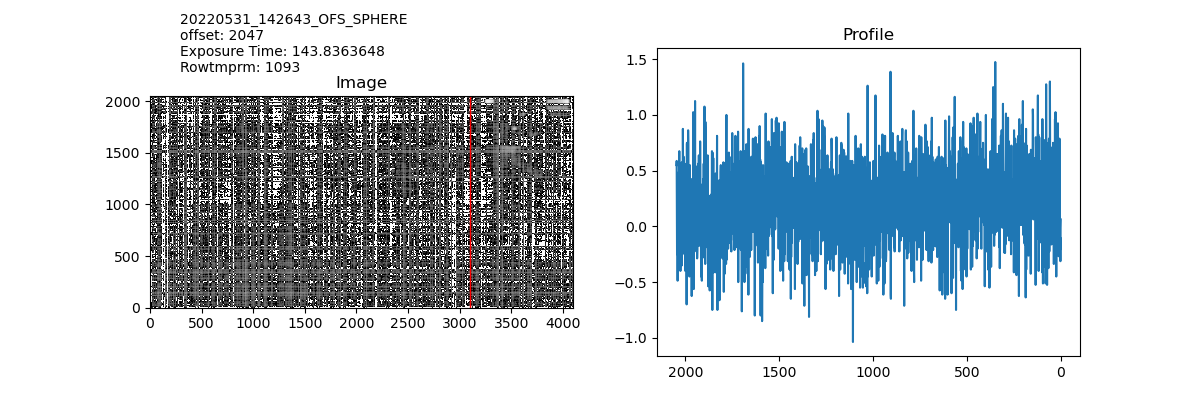 20220531_142643_OFS_SPHERE
offset: 2047
Exposure Time: 143.8363648
Rowtmprm: 1093
Image
2000
1500
1000
500
0
0 500 1000 1500 2000 2500 3000 3500 4000
Profile
1.5
1.0
0.5
0.0
−0.5
−1.0
2000 1500 1000 500 0